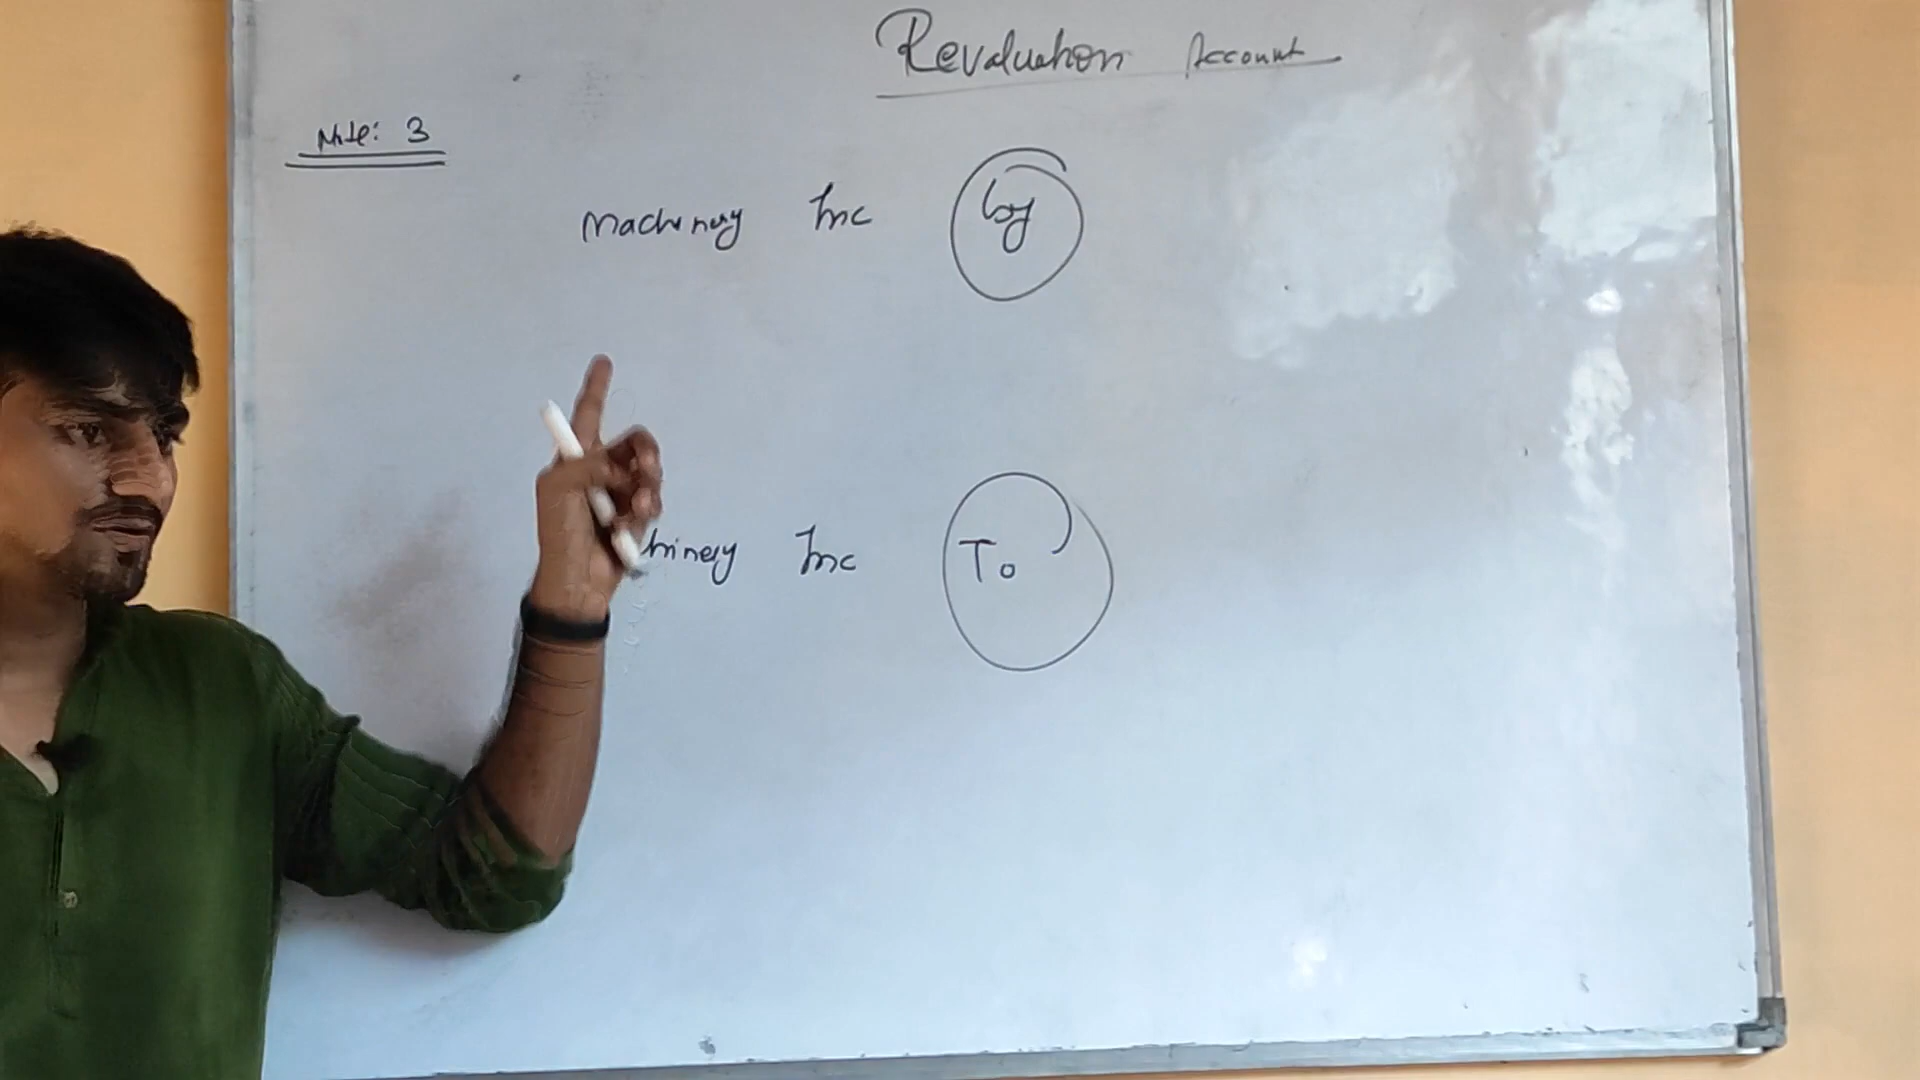 Revaluation Account
Note: 3
Machinery Inc by
hinery Inc To